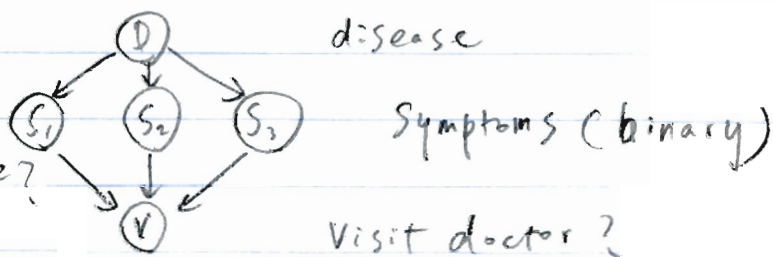 D disease
S1 S2 S3 Symptoms (binary)
e?
V Visit doctor?